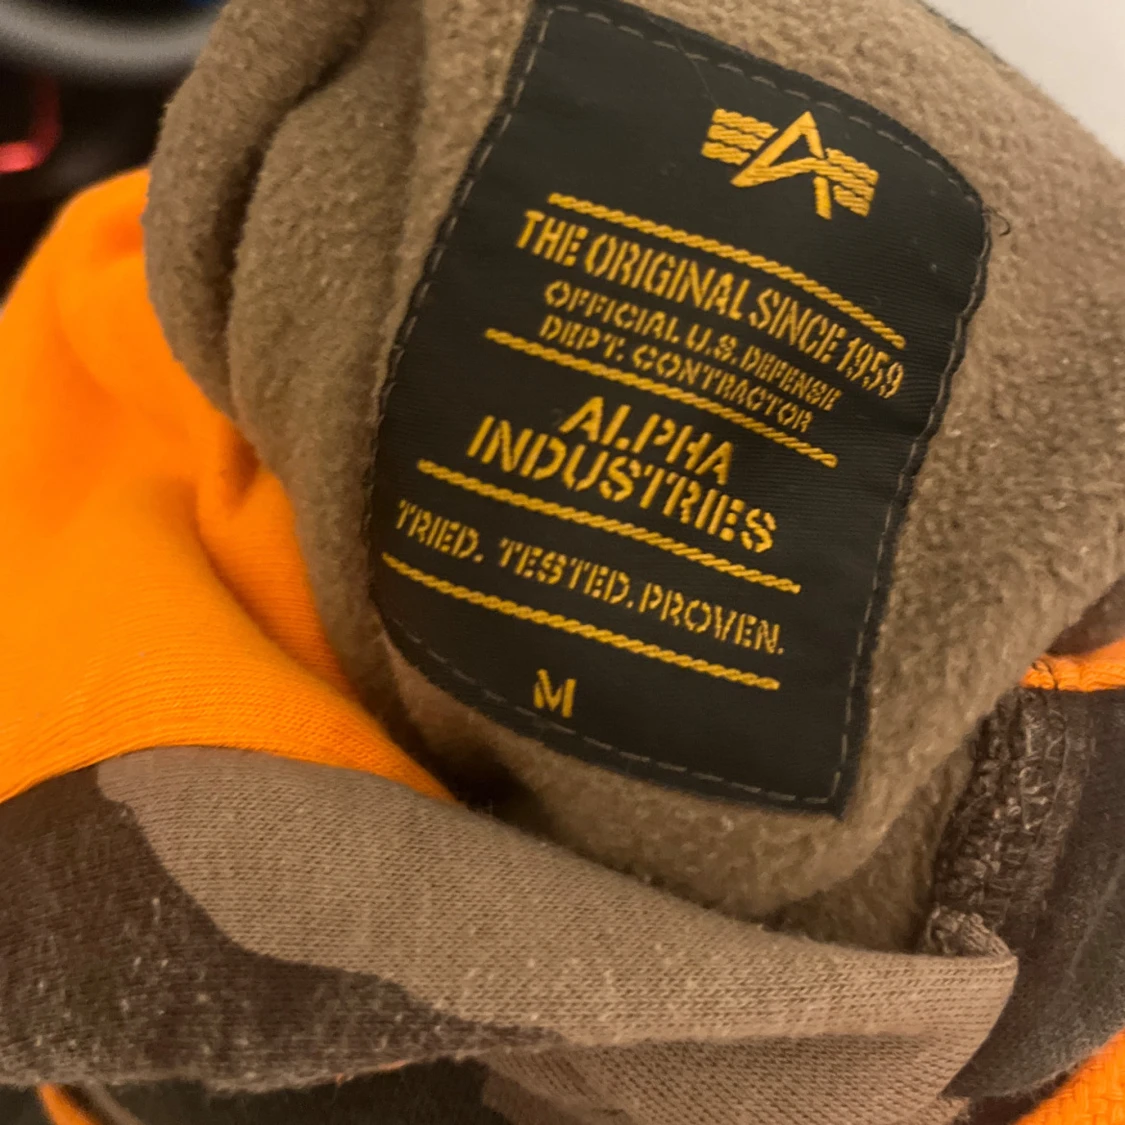 THE ORIGINAL SINCE 1959
OFFICIAL U.S. DEFENSE
DEPT. CONTRACTOR
ALPHA
INDUSTRIES
TRIED. TESTED. PROVEN.
M